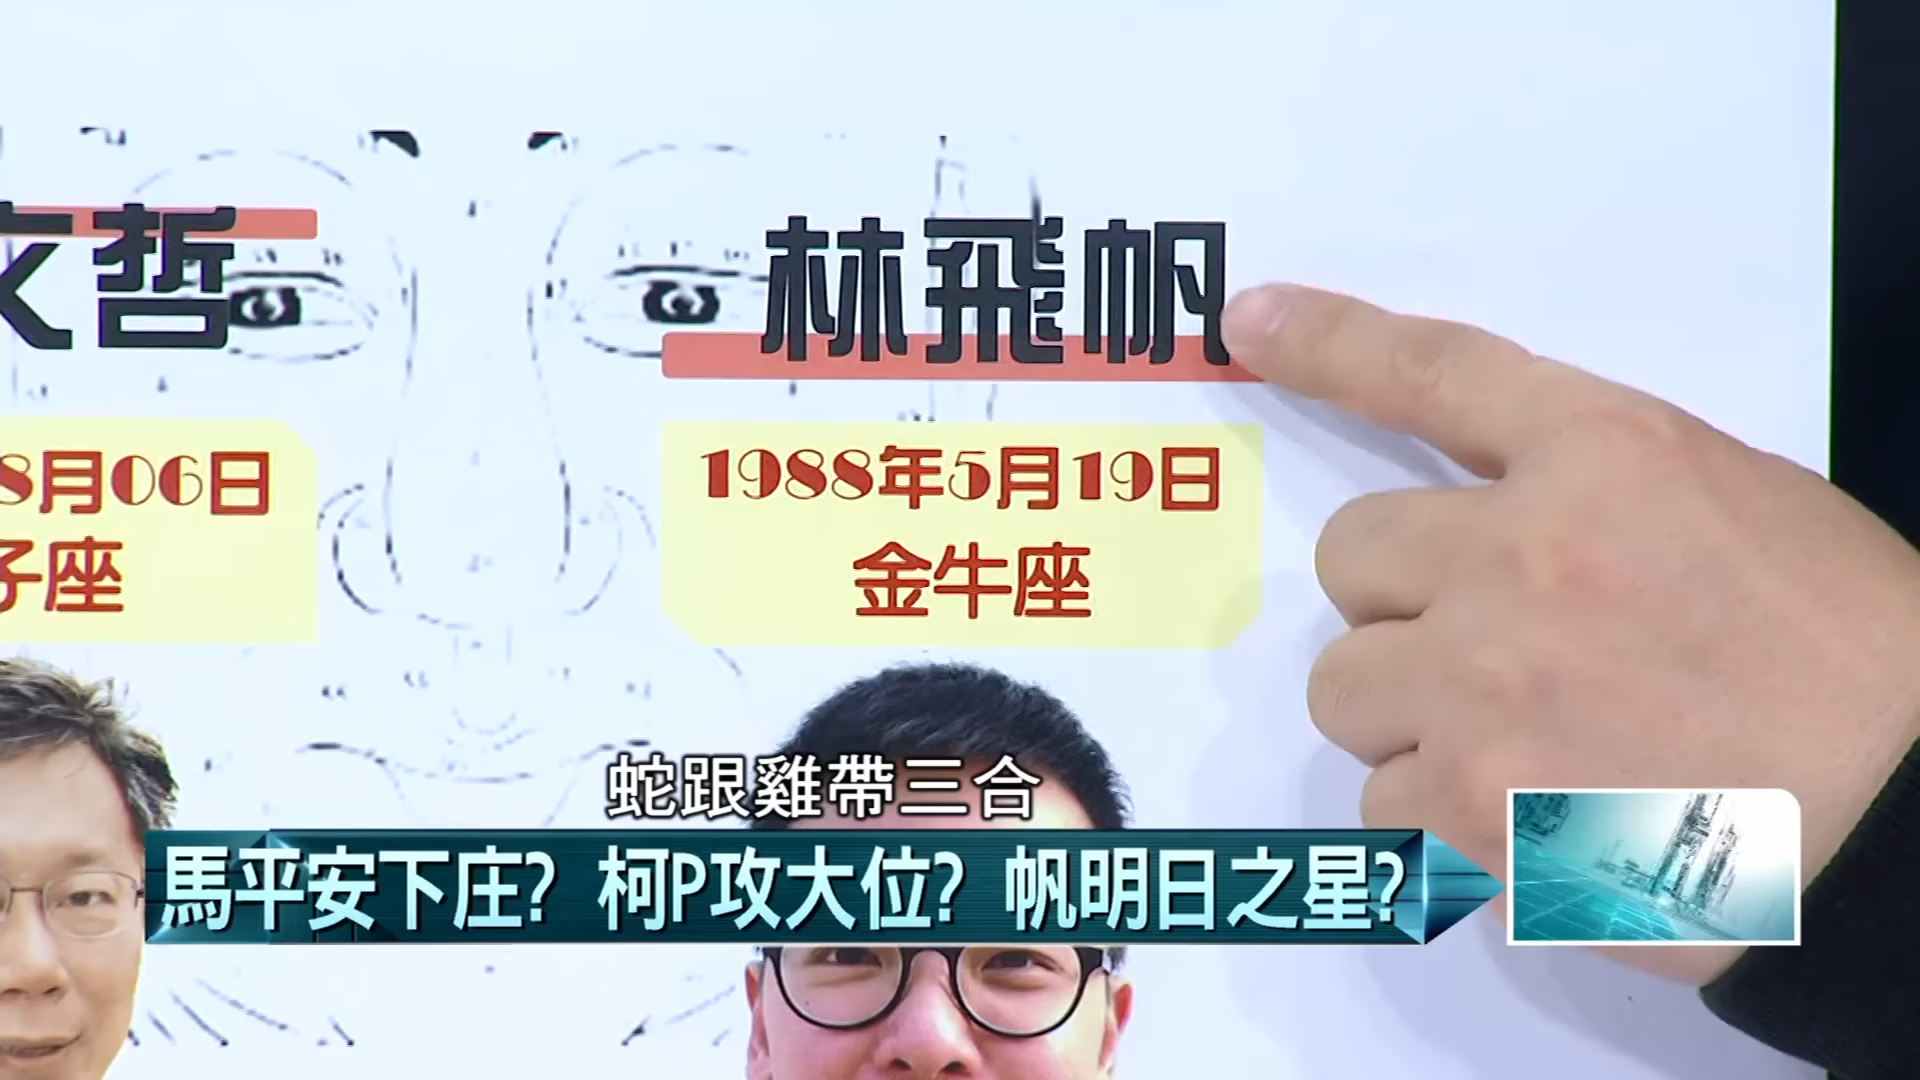 文哲
林飛帆
8月06日
子座
1988年5月19日
金牛座
蛇跟雞帶三合
馬平安下庄? 柯P攻大位? 帆明日之星?